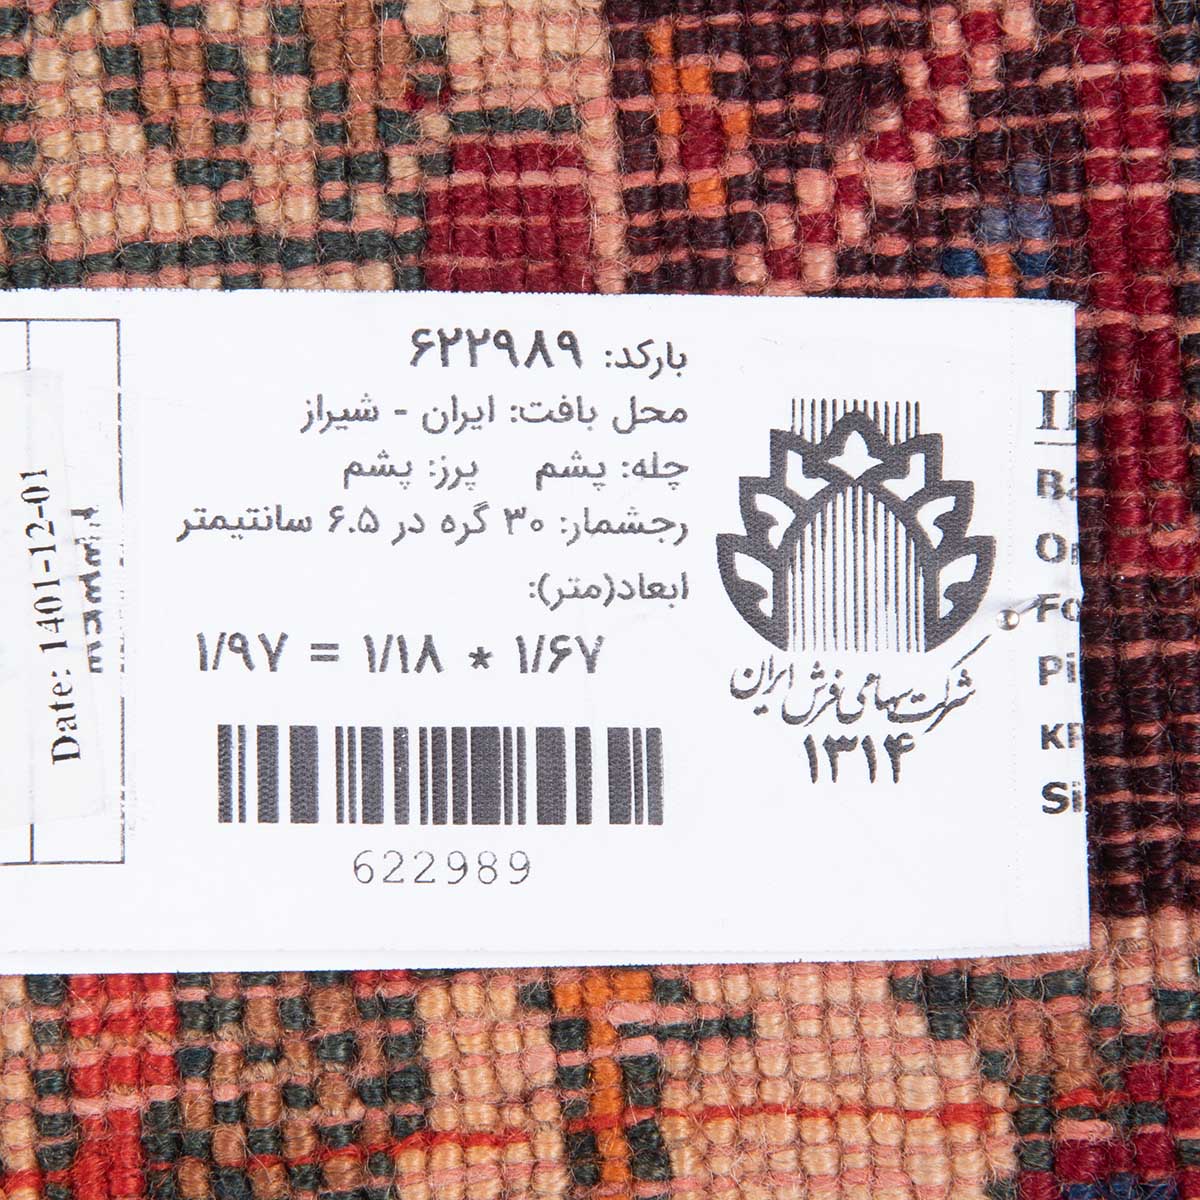 بارکد: ۶۲۲۹۸۹
محل بافت: ایران - شیراز
چله: پشم پرز: پشم
رجشمار: ۳۰ گره در ۶.۵ سانتیمتر
ابعاد(متر):
۱/۶۷ * ۱/۱۸ = ۱/۹۷
622989
شرکت سهامی فرش ایران
۱۳۱۴
Date: 1401-12-01